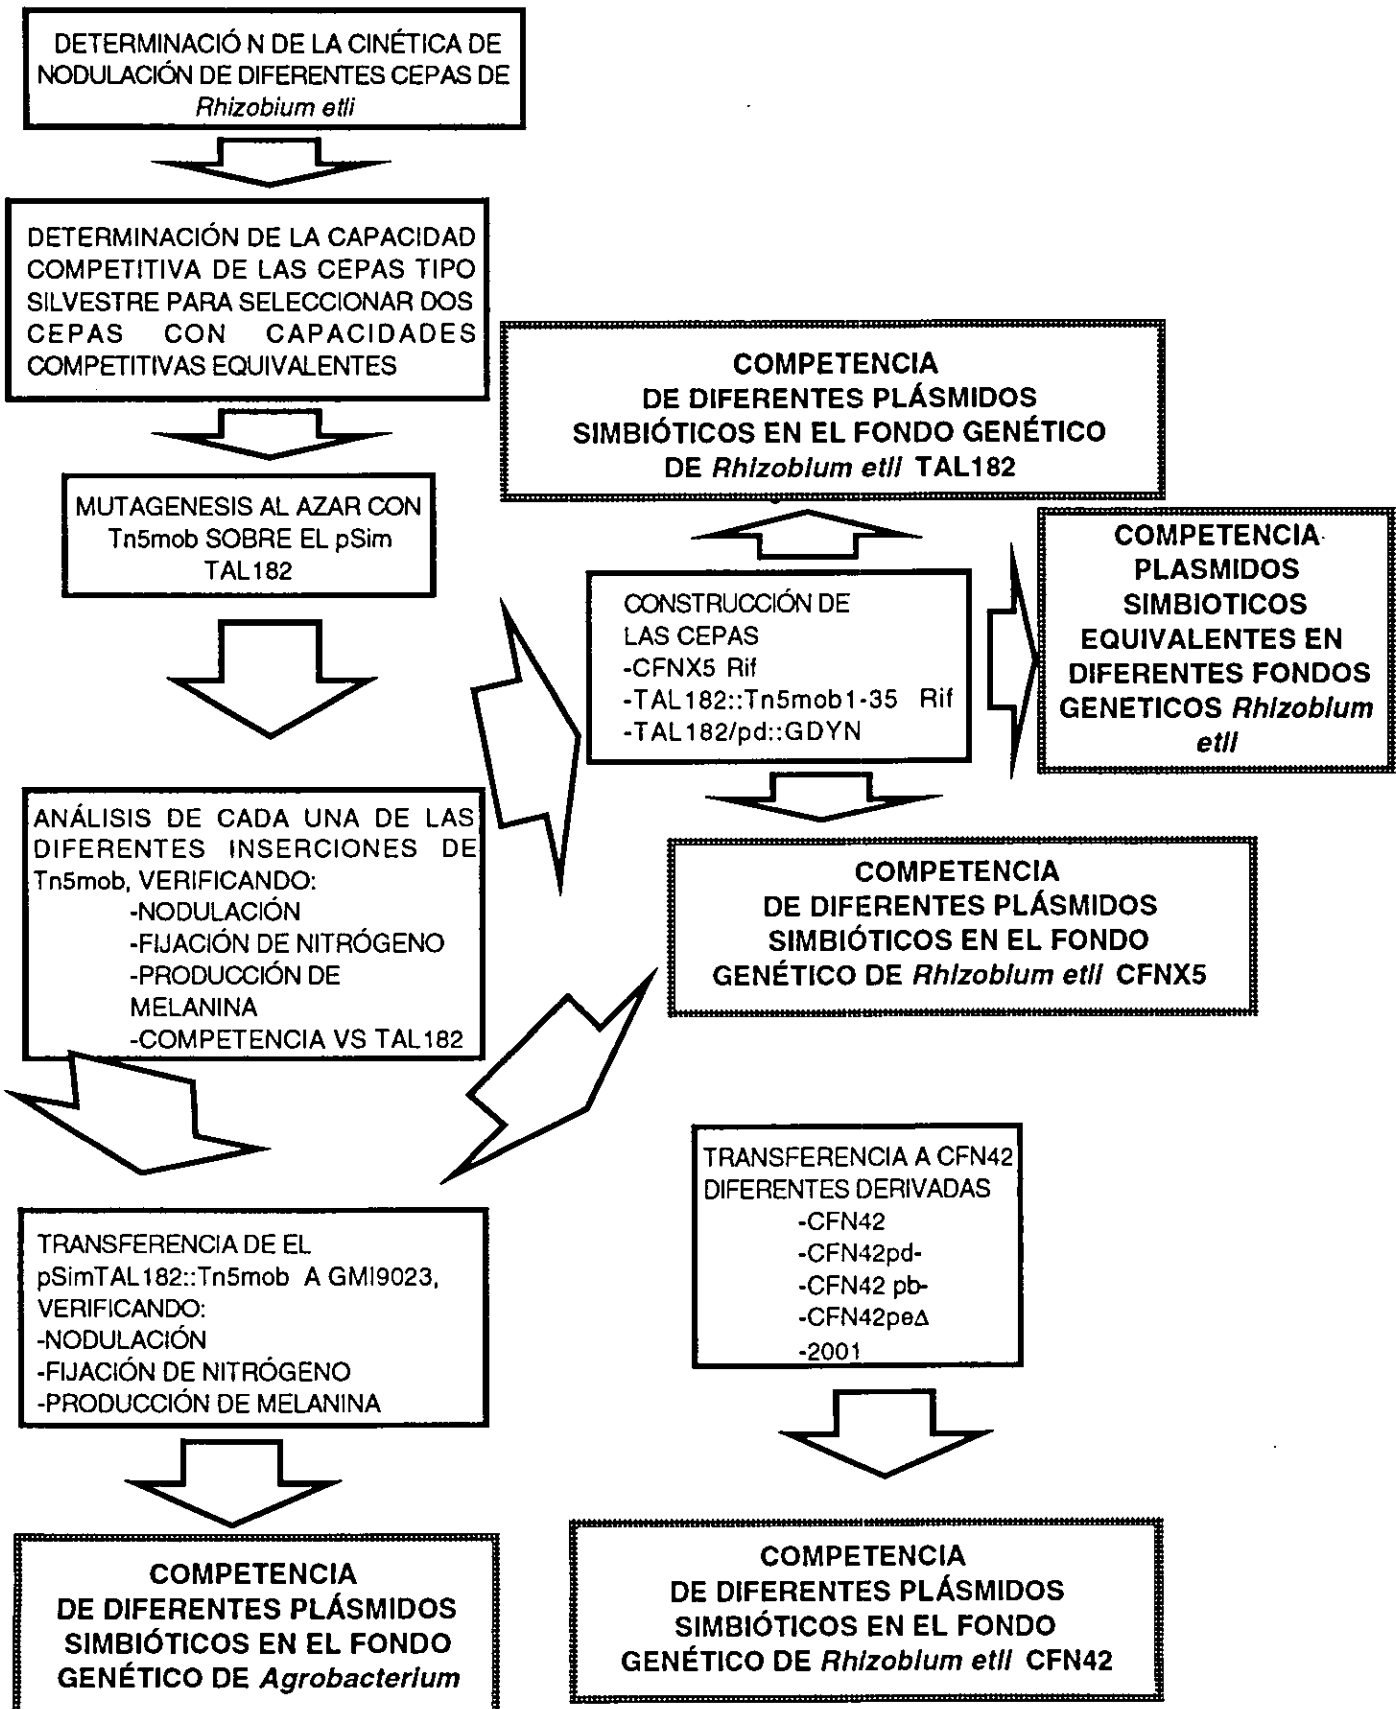 DETERMINACIÓ N DE LA CINÉTICA DE
NODULACIÓN DE DIFERENTES CEPAS DE
Rhizobium etli
DETERMINACIÓN DE LA CAPACIDAD
COMPETITIVA DE LAS CEPAS TIPO
SILVESTRE PARA SELECCIONAR DOS
CEPAS CON CAPACIDADES
COMPETITIVAS EQUIVALENTES
MUTAGENESIS AL AZAR CON
Tn5mob SOBRE EL pSim
TAL182
ANÁLISIS DE CADA UNA DE LAS
DIFERENTES INSERCIONES DE
Tn5mob, VERIFICANDO:
-NODULACIÓN
-FIJACIÓN DE NITRÓGENO
-PRODUCCIÓN DE
MELANINA
-COMPETENCIA VS TAL182
TRANSFERENCIA DE EL
pSimTAL182::Tn5mob A GMI9023,
VERIFICANDO:
-NODULACIÓN
-FIJACIÓN DE NITRÓGENO
-PRODUCCIÓN DE MELANINA
COMPETENCIA
DE DIFERENTES PLÁSMIDOS
SIMBIÓTICOS EN EL FONDO
GENÉTICO DE Agrobacterium
COMPETENCIA
DE DIFERENTES PLÁSMIDOS
SIMBIÓTICOS EN EL FONDO GENÉTICO
DE Rhizobium etli TAL182
CONSTRUCCIÓN DE
LAS CEPAS
-CFNX5 Rif
-TAL182::Tn5mob1-35 Rif
-TAL182/pd::GDYN
COMPETENCIA
PLASMIDOS
SIMBIOTICOS
EQUIVALENTES EN
DIFERENTES FONDOS
GENETICOS Rhizobium
etli
COMPETENCIA
DE DIFERENTES PLÁSMIDOS
SIMBIÓTICOS EN EL FONDO
GENÉTICO DE Rhizobium etli CFNX5
TRANSFERENCIA A CFN42
DIFERENTES DERIVADAS
-CFN42
-CFN42pd-
-CFN42 pb-
-CFN42peΔ
-2001
COMPETENCIA
DE DIFERENTES PLÁSMIDOS
SIMBIÓTICOS EN EL FONDO
GENÉTICO DE Rhizobium etli CFN42